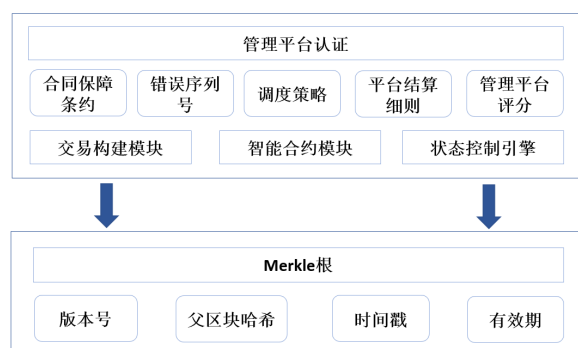 管理平台认证
合同保障
条约
错误序列
号
调度策略
平台结算
细则
管理平台
评分
交易构建模块
智能合约模块
状态控制引擎
Merkle根
版本号
父区块哈希
时间戳
有效期